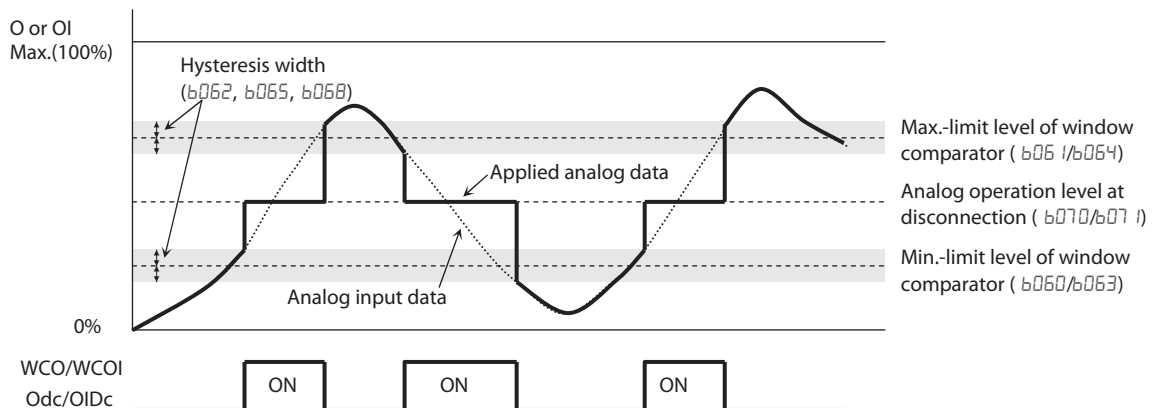 O or OI
Max.(100%)
Hysteresis width
(b062, b065, b068)
Max.-limit level of window
comparator ( b061/b064)
Applied analog data
Analog operation level at
disconnection ( b070/b071)
Min.-limit level of window
comparator ( b060/b063)
Analog input data
0%
WCO/WCOI
Odc/OIDc
ON
ON
ON